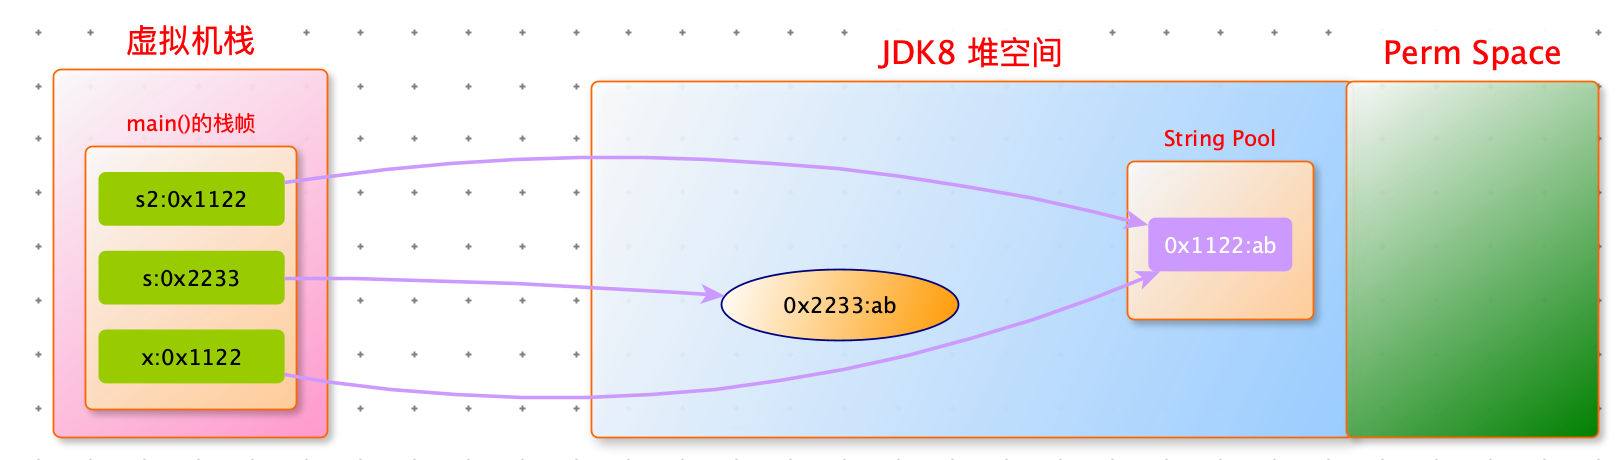 虚拟机栈
main()的栈帧
s2:0x1122
s:0x2233
x:0x1122
JDK8 堆空间
0x2233:ab
String Pool
0x1122:ab
Perm Space